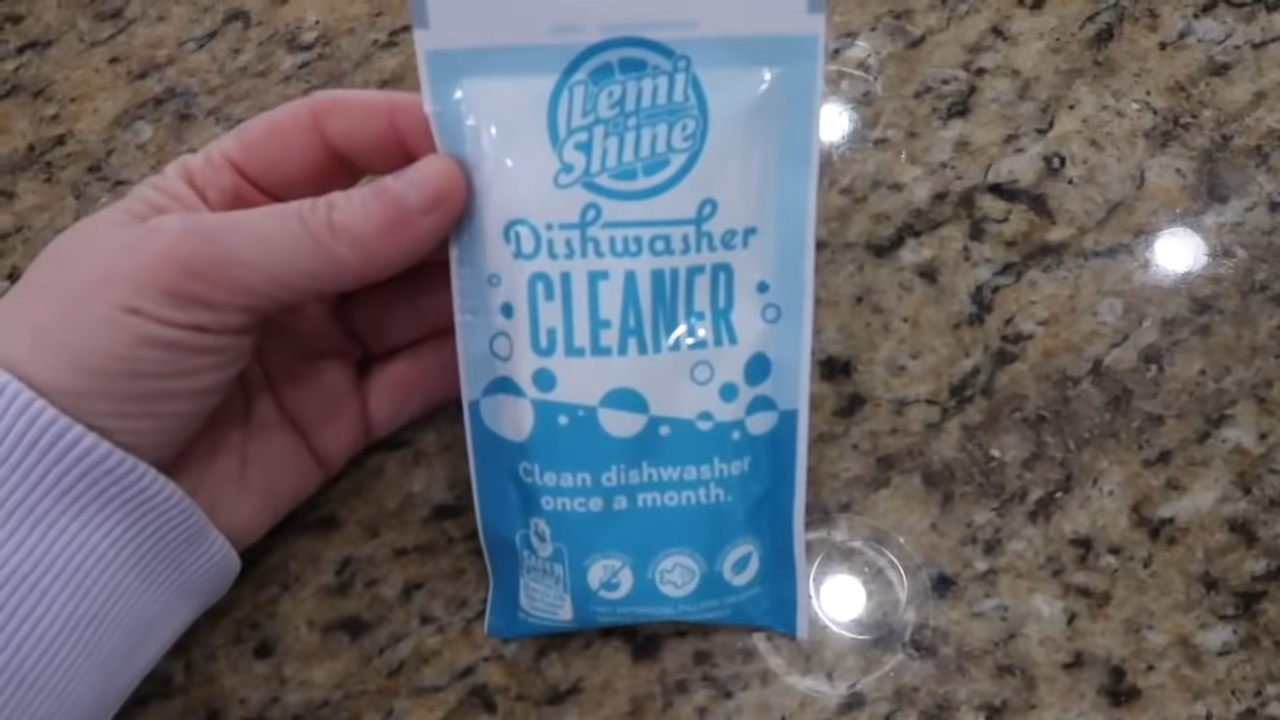 Lemi
Shine
Dishwasher
CLEANER
Clean dishwasher
once a month.